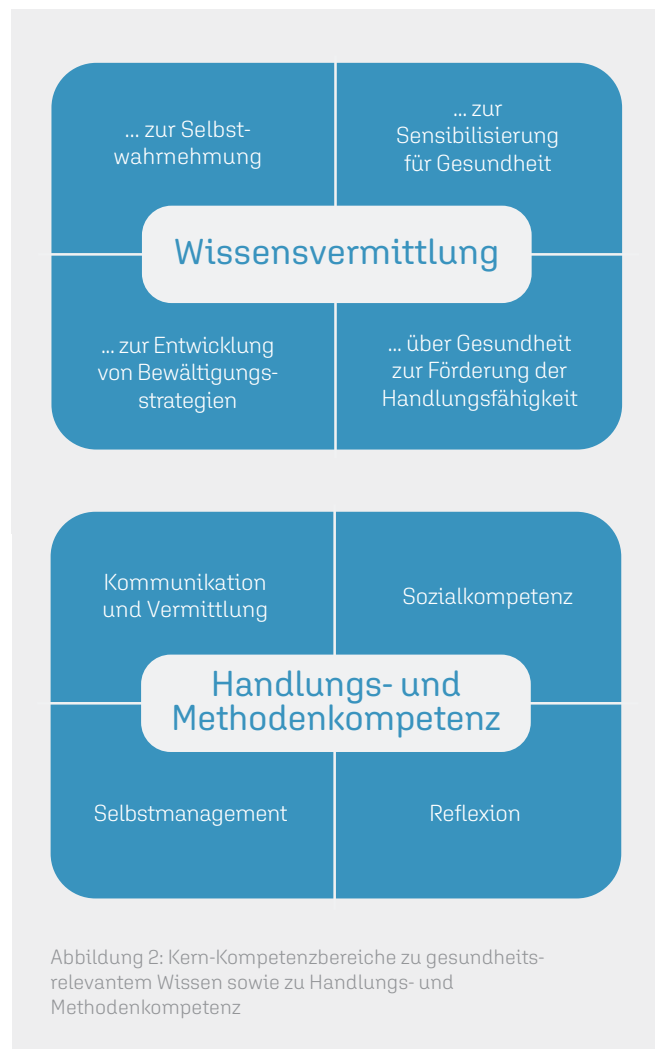 ... zur Selbst-
wahrnehmung
... zur
Sensibilisierung
für Gesundheit
Wissensvermittlung
... zur Entwicklung
von Bewältigungs-
strategien
... über Gesundheit
zur Förderung der
Handlungsfähigkeit
Kommunikation
und Vermittlung
Sozialkompetenz
Handlungs- und
Methodenkompetenz
Selbstmanagement
Reflexion
Abbildung 2: Kern-Kompetenzbereiche zu gesundheits-
relevantem Wissen sowie zu Handlungs- und
Methodenkompetenz